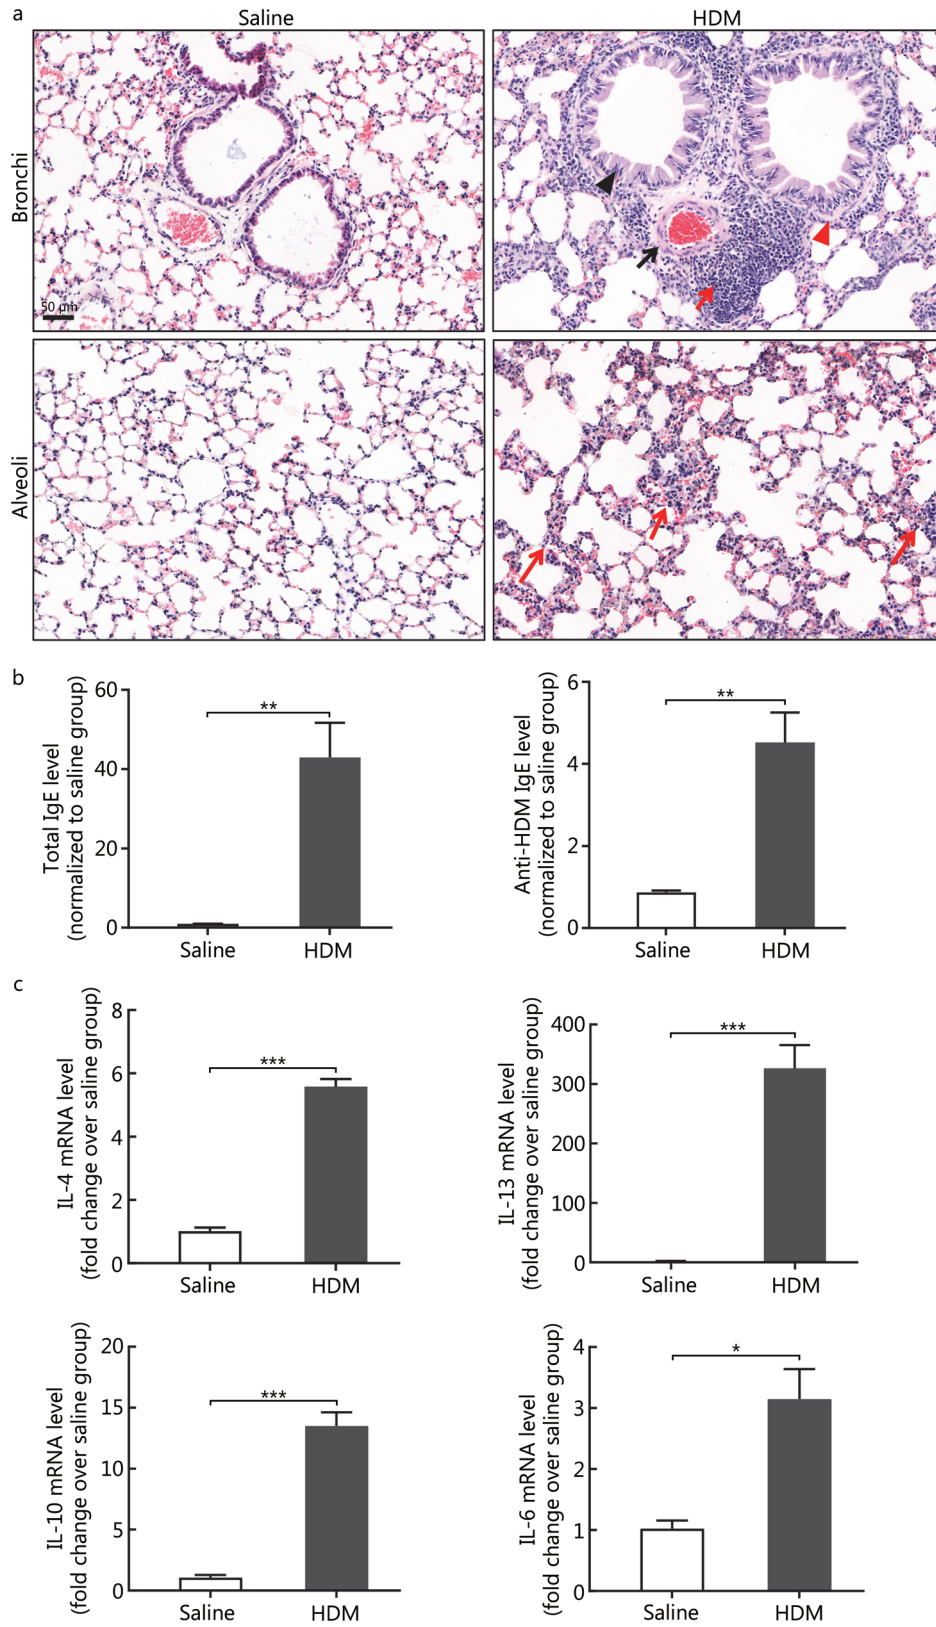 a
Saline
HDM
Bronchi
50 μm
Alveoli
b
Total IgE level
(normalized to saline group)
60
40
20
0
**
Saline
HDM
Anti-HDM IgE level
(normalized to saline group)
6
4
2
0
**
Saline
HDM
c
IL-4 mRNA level
(fold change over saline group)
8
6
4
2
0
***
Saline
HDM
IL-13 mRNA level
(fold change over saline group)
400
300
200
100
0
***
Saline
HDM
IL-10 mRNA level
(fold change over saline group)
20
15
10
5
0
***
Saline
HDM
IL-6 mRNA level
(fold change over saline group)
4
3
2
1
0
*
Saline
HDM